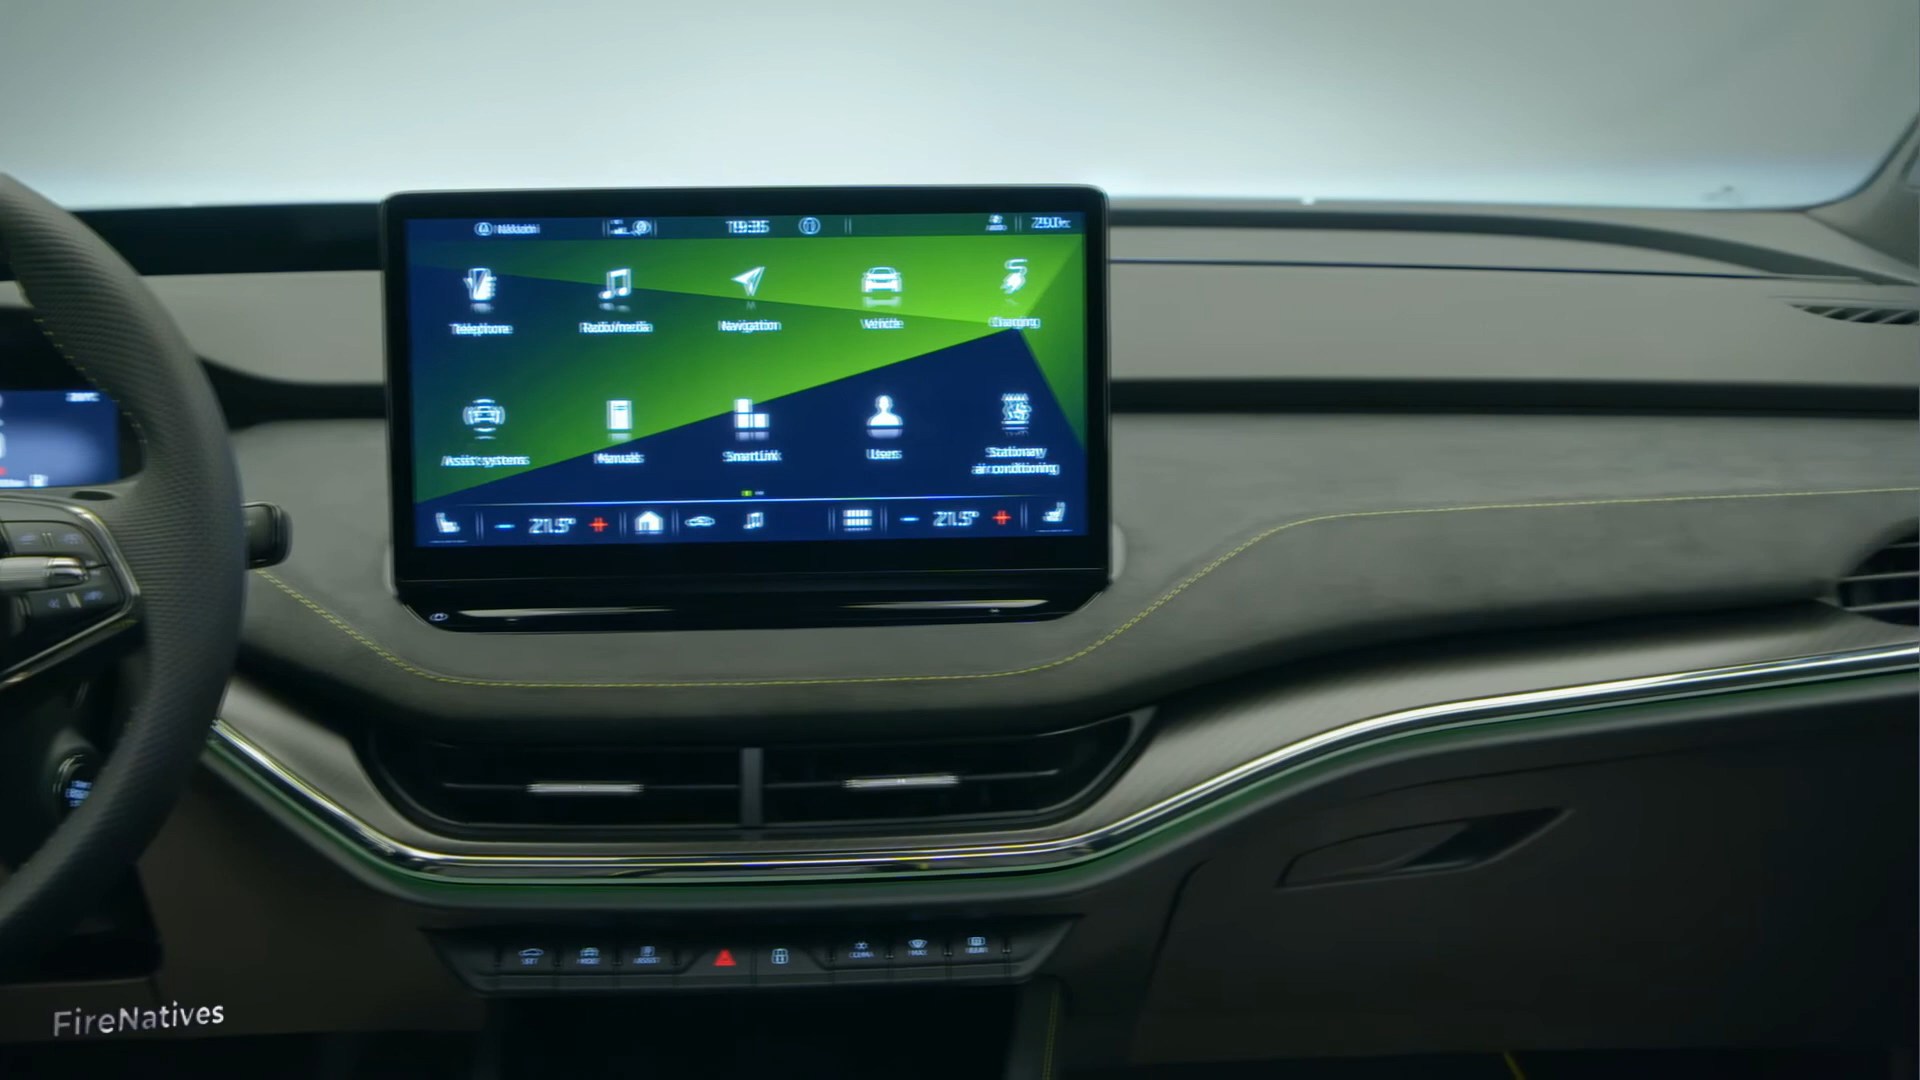 Telephone
Radio/media
Navigation
Vehicle
Charging
Assist systems
Manuals
SmartLink
Users
Stationary
air conditioning
21.5°
21.5°
ASSIST
FireNatives